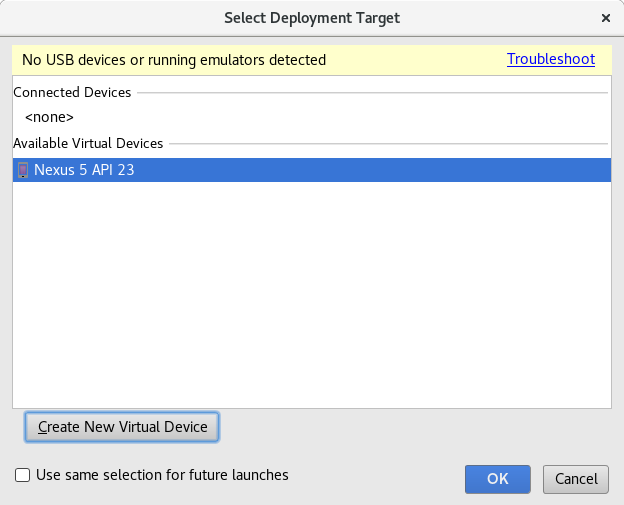 Select Deployment Target
No USB devices or running emulators detected Troubleshoot
Connected Devices
<none>
Available Virtual Devices
Nexus 5 API 23
Create New Virtual Device
Use same selection for future launches
OK Cancel